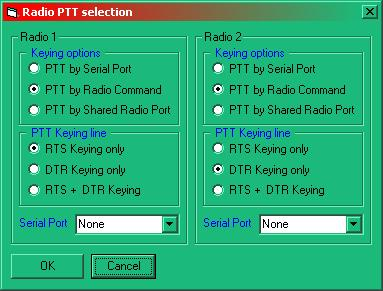 Radio PTT selection
Radio 1
Keying options
PTT by Serial Port
PTT by Radio Command
PTT by Shared Radio Port
PTT Keying line
RTS Keying only
DTR Keying only
RTS + DTR Keying
Serial Port None
Radio 2
Keying options
PTT by Serial Port
PTT by Radio Command
PTT by Shared Radio Port
PTT Keying line
RTS Keying only
DTR Keying only
RTS + DTR Keying
Serial Port None
OK Cancel